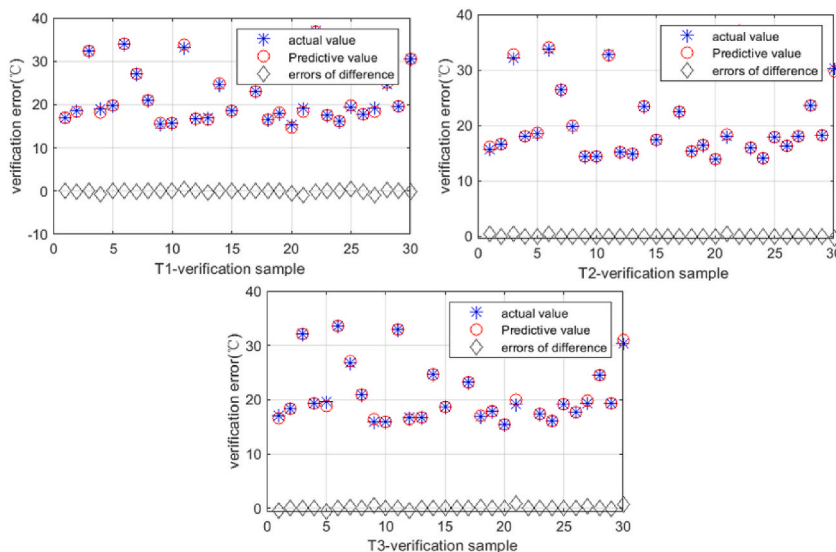 40
30
20
10
0
-10
0
5
10
15
20
25
30
verification error(℃)
T1-verification sample
actual value
Predictive value
errors of difference
40
30
20
10
0
0
5
10
15
20
25
30
verification error(℃)
T2-verification sample
actual value
Predictive value
errors of difference
40
30
20
10
0
0
5
10
15
20
25
30
verification error(℃)
T3-verification sample
actual value
Predictive value
errors of difference